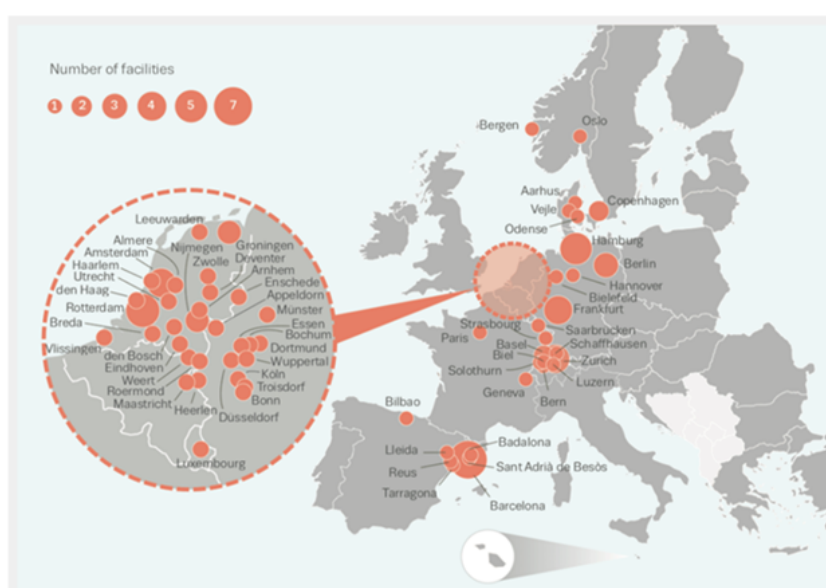 Number of facilities
1 2 3 4 5 7
Bergen
Oslo
Aarhus
Vejle
Odense
Copenhagen
Hamburg
Berlin
Hannover
Bielefeld
Frankfurt
Strasbourg
Saarbrücken
Paris
Basel
Schaffhausen
Biel
Zurich
Solothurn
Luzern
Geneva
Bern
Bilbao
Lleida
Badalona
Reus
Sant Adrià de Besòs
Tarragona
Barcelona
Leeuwarden
Almere
Nijmegen
Groningen
Amsterdam
Zwolle
Deventer
Haarlem
Arnhem
Utrecht
Enschede
den Haag
Appeldorn
Rotterdam
Münster
Breda
Essen
Bochum
Vlissingen
Dortmund
den Bosch
Wuppertal
Eindhoven
Köln
Weert
Troisdorf
Roermond
Bonn
Maastricht
Heerlen
Düsseldorf
Luxembourg